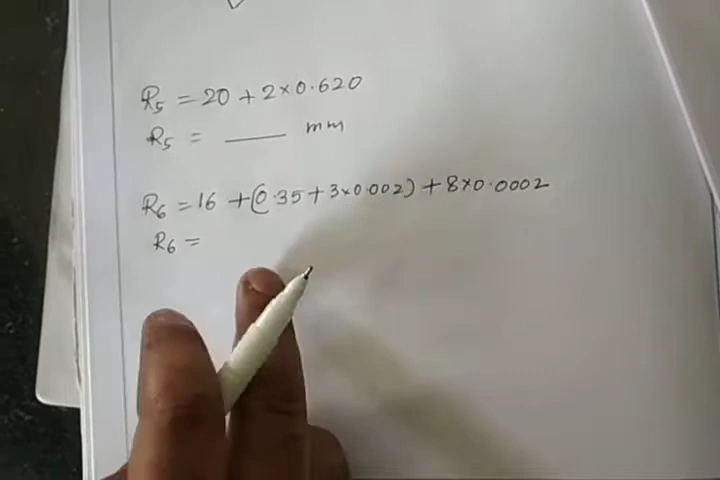 R5 = 20 + 2×0.620
R5 = ____ mm
R6 = 16 + (0.35 + 3×0.002) + 8×0.0002
R6 =